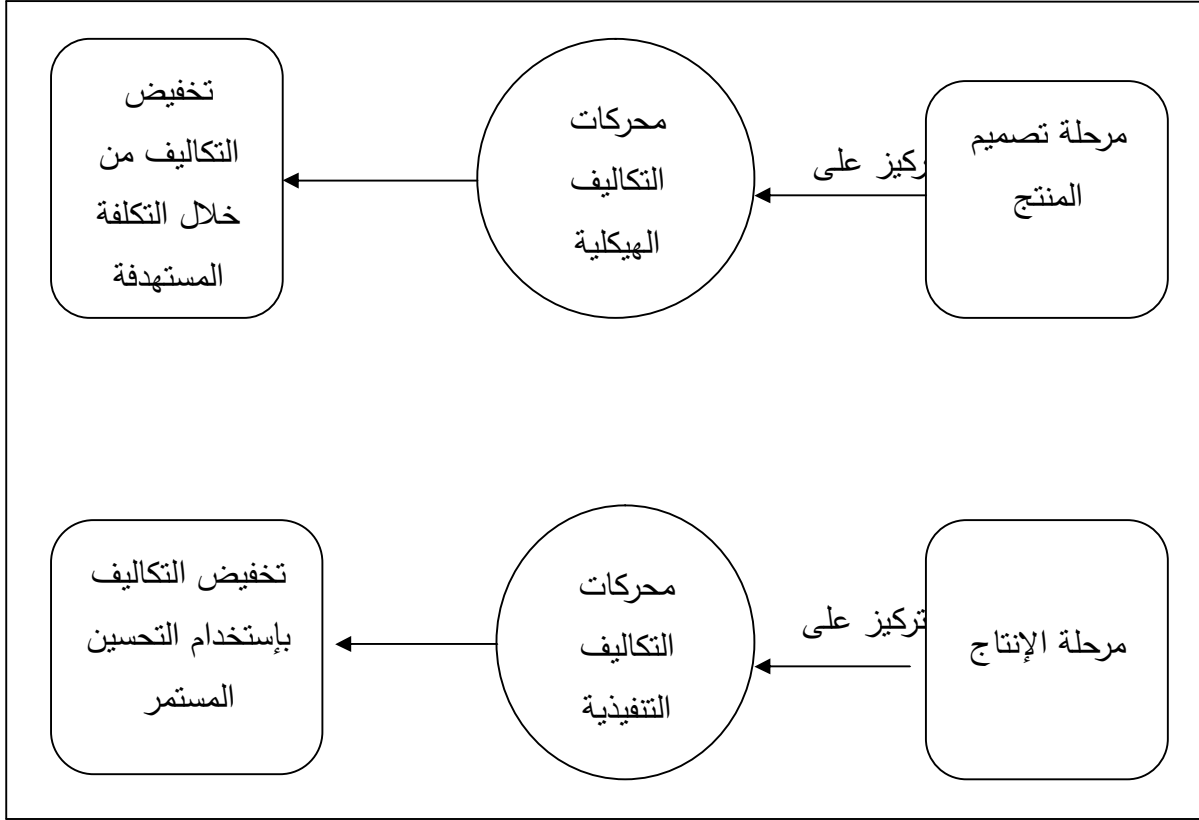 مرحلة تصميم
المنتج
ركيز على
محركات
التكاليف
الهيكلية
تخفيض
التكاليف من
خلال التكلفة
المستهدفة
مرحلة الإنتاج
تركيز على
محركات
التكاليف
التنفيذية
تخفيض التكاليف
بإستخدام التحسين
المستمر